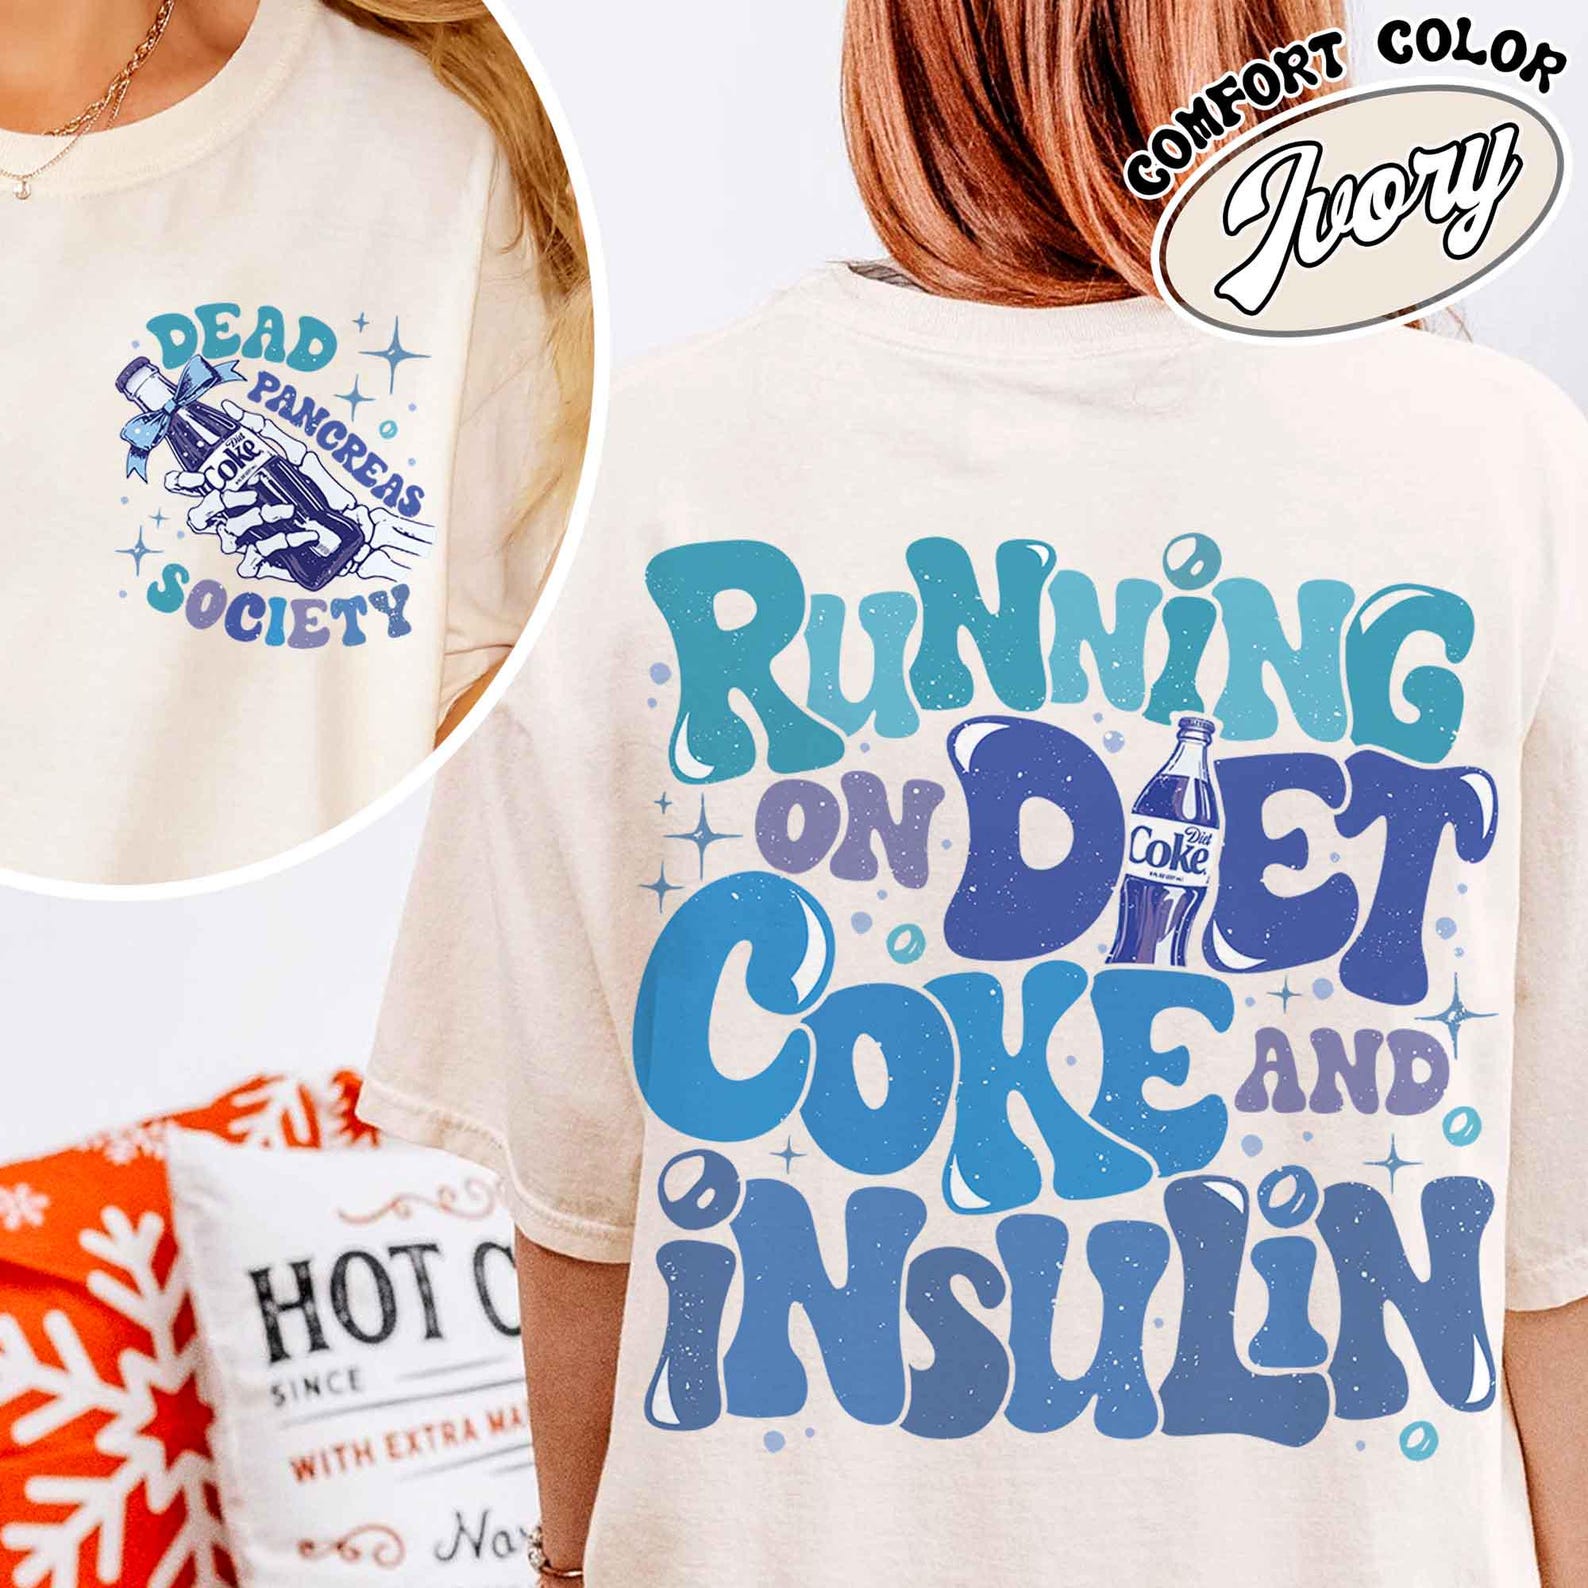 COMFORT COLOR
Ivory
DEAD
PANCREAS
Diet
Coke
SOCIETY
RUNNiNG
ON DiET
Diet
Coke
COKE AND
iNSULiN
HOT C
SINCE
WITH EXTRA MA